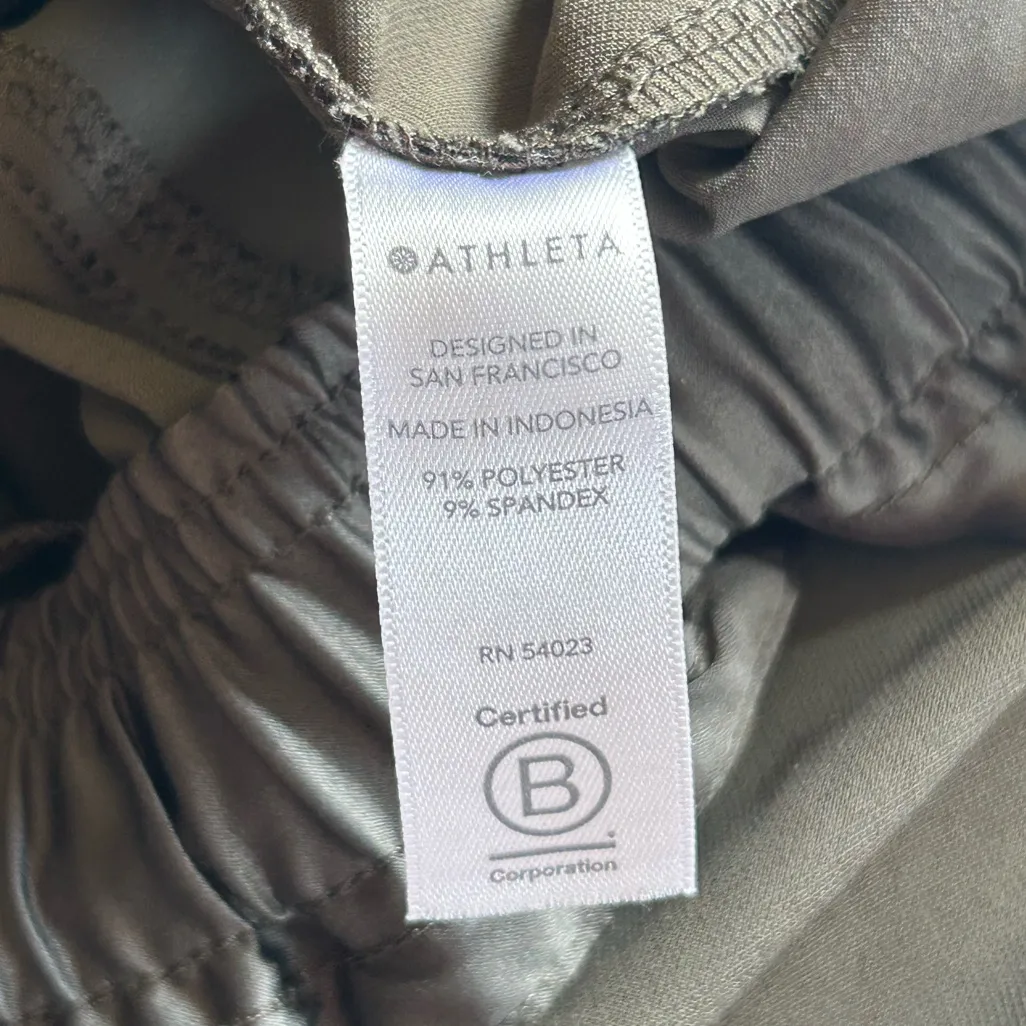 ATHLETA
DESIGNED IN
SAN FRANCISCO
MADE IN INDONESIA
91% POLYESTER
9% SPANDEX
RN 54023
Certified
B
Corporation